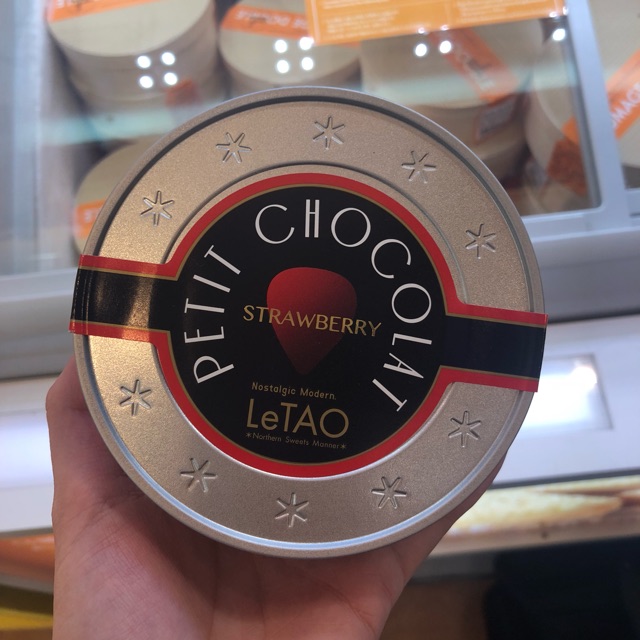 PETIT CHOCOLAT
STRAWBERRY
Nostalgic Modern.
LeTAO
*Northern Sweets Manner*